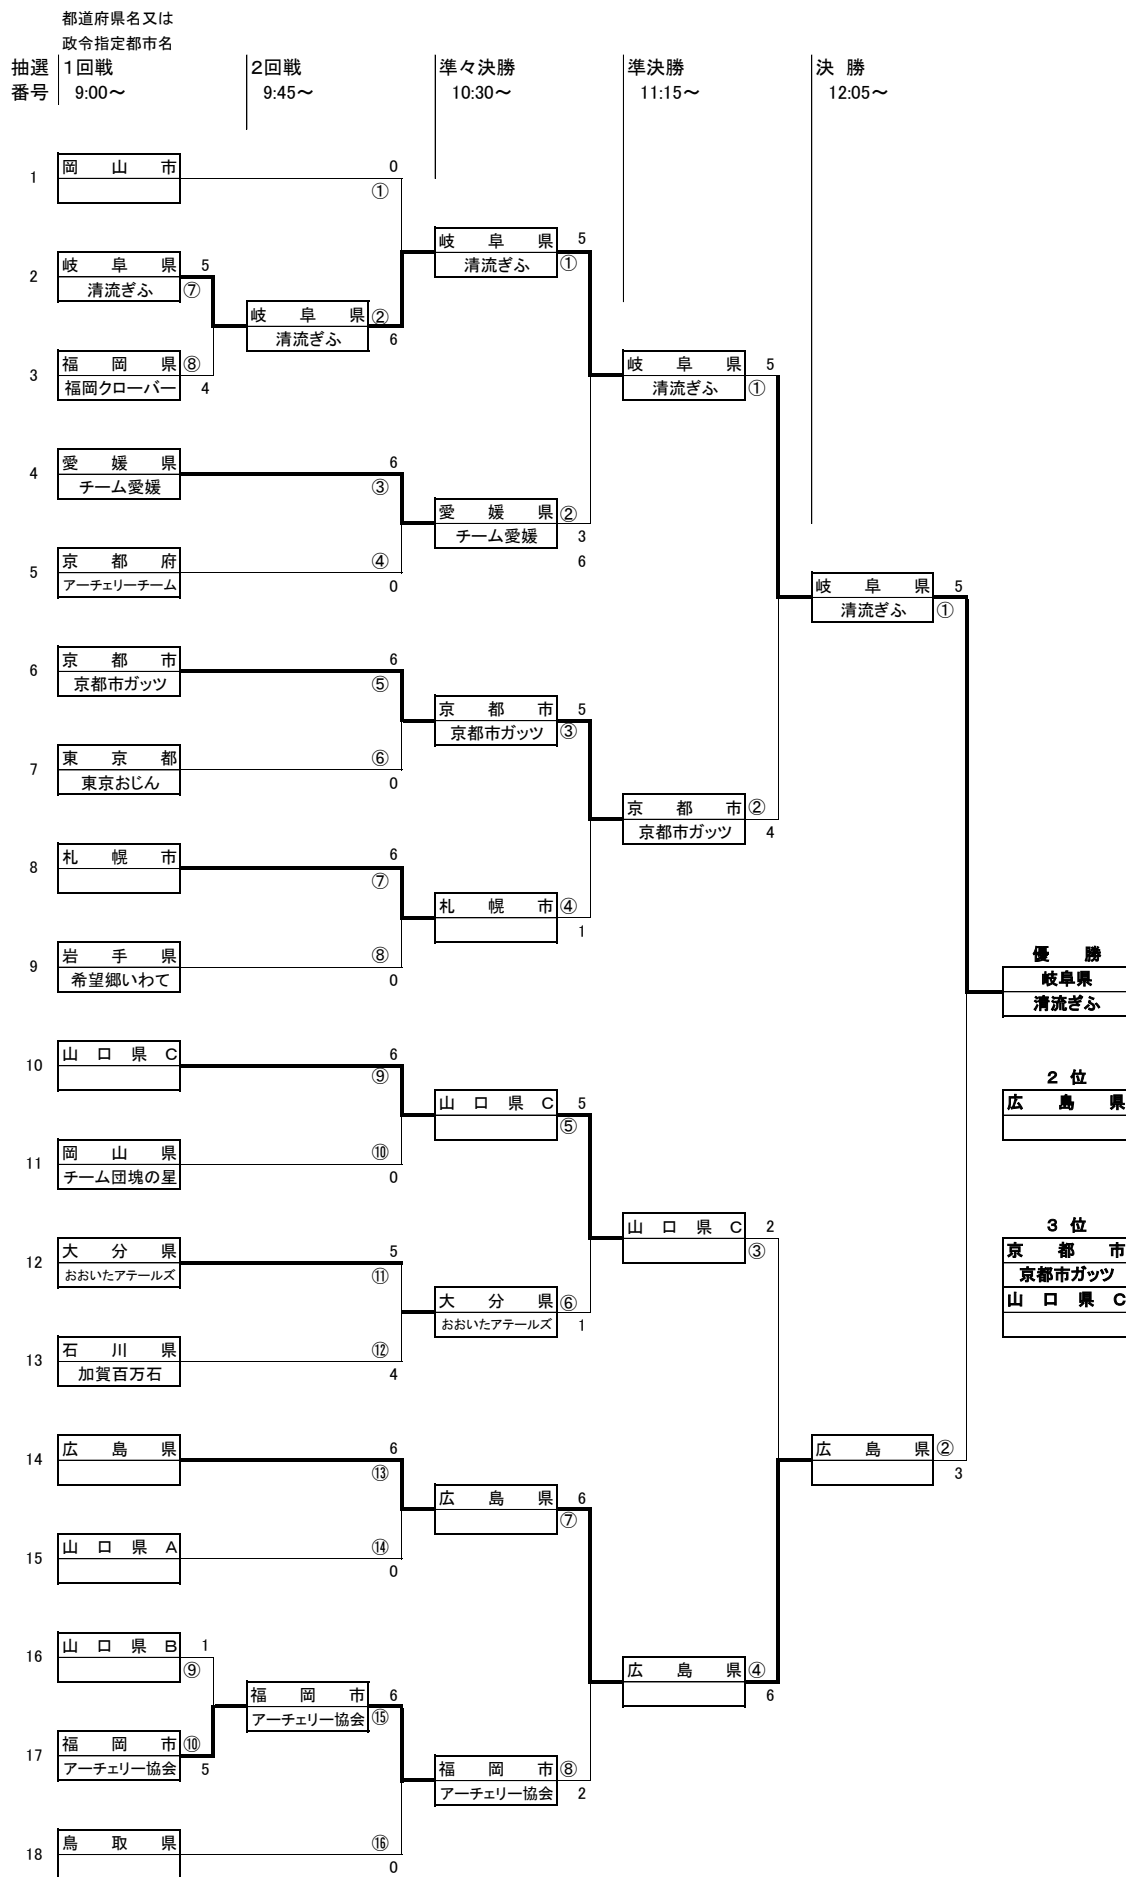 都道府県名又は
政令指定都市名
抽選 1回戦 2回戦 準々決勝 準決勝 決 勝
番号 9:00～ 9:45～ 10:30～ 11:15～ 12:05～
岡 山 市 0
1 ①
岐 阜 県 5
岐 阜 県 5 清流ぎふ ①
2 清流ぎふ ⑦
岐 阜 県 ②
清流ぎふ 6
福 岡 県 ⑧ 岐 阜 県 5
3 福岡クローバー 4 清流ぎふ ①
愛 媛 県 6
4 チーム愛媛 ③
愛 媛 県 ②
チーム愛媛 3
京 都 府 ④ 6
5 アーチェリーチーム 0 岐 阜 県 5
清流ぎふ ①
京 都 市 6
6 京都市ガッツ ⑤
京 都 市 5
京都市ガッツ ③
東 京 都 ⑥
7 東京おじん 0
京 都 市 ②
京都市ガッツ 4
札 幌 市 6
8 ⑦
札 幌 市 ④
1
岩 手 県 ⑧ 優 勝
9 希望郷いわて 0 岐阜県
清流ぎふ
山 口 県 C 6
10 ⑨ 2 位
山 口 県 C 5 広 島 県
⑤
岡 山 県 ⑩
11 チーム団塊の星 0
山 口 県 C 2 3 位
大 分 県 5 ③ 京 都 市
12 おおいたアテールズ ⑪ 京都市ガッツ
大 分 県 ⑥ 山 口 県 C
おおいたアテールズ 1
石 川 県 ⑫
13 加賀百万石 4
広 島 県 6 広 島 県 ②
14 ⑬ 3
広 島 県 6
⑦
山 口 県 A ⑭
15 0
山 口 県 B 1
16 ⑨ 広 島 県 ④
6
福 岡 市 6
アーチェリー協会 ⑮
福 岡 市 ⑩
17 アーチェリー協会 5 福 岡 市 ⑧
アーチェリー協会 2
鳥 取 県 ⑯
18 0